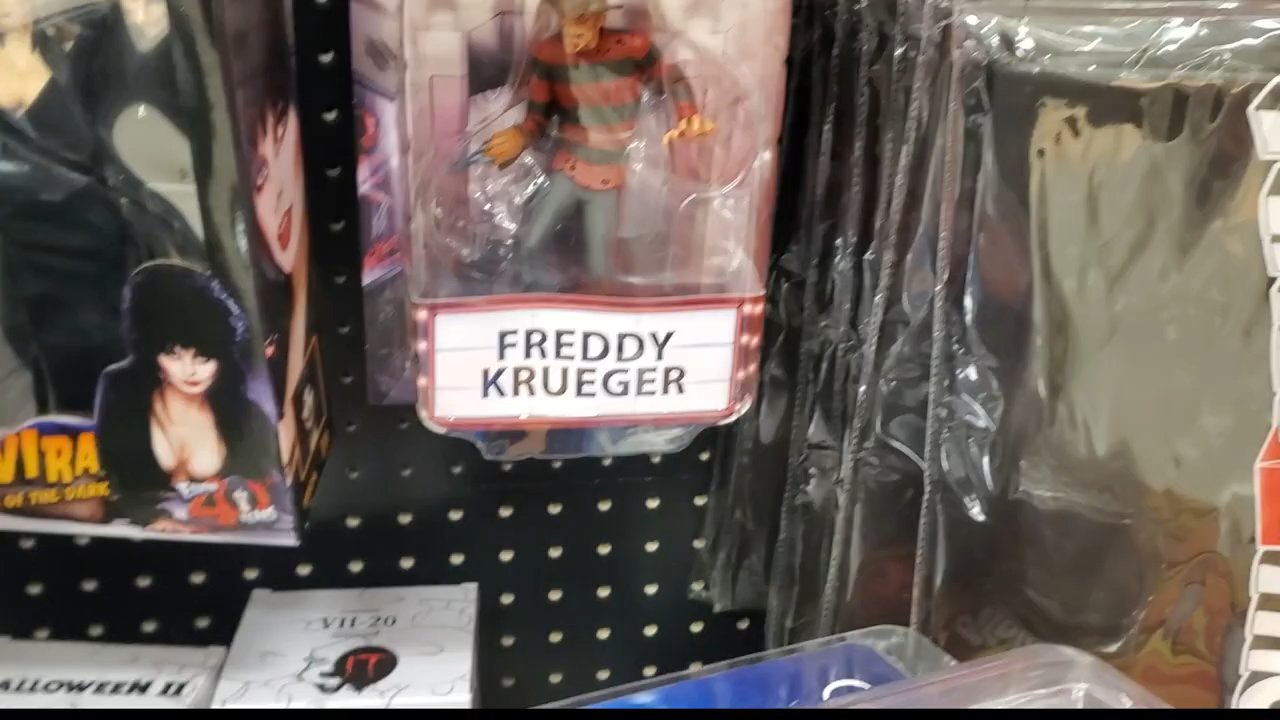 FREDDY
KRUEGER
VIRA
OF THE DARK
VII-20
IT
ALLOWEEN II